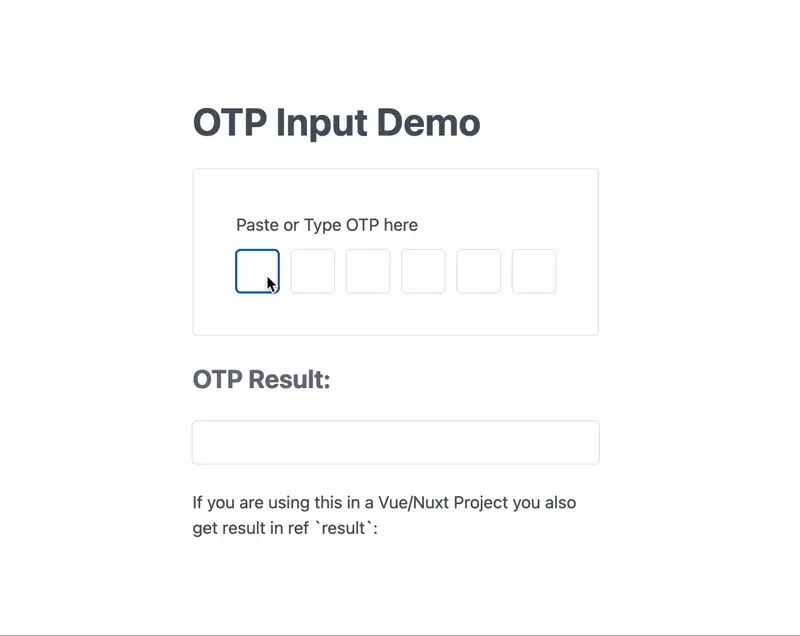 OTP Input Demo
Paste or Type OTP here
OTP Result:
If you are using this in a Vue/Nuxt Project you also
get result in ref `result`: